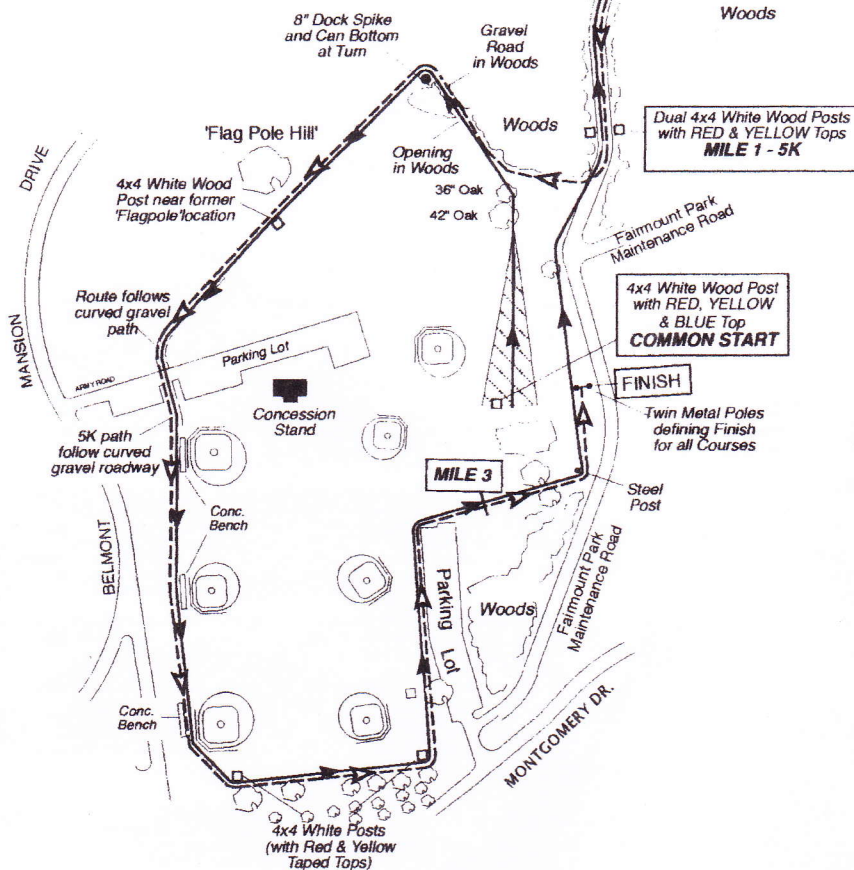 8" Dock Spike
and Can Bottom
at Turn
Gravel
Road
in Woods
Woods
'Flag Pole Hill'
Woods
Dual 4x4 White Wood Posts
with RED & YELLOW Tops
MILE 1 - 5K
Opening
in Woods
DRIVE
4x4 White Wood
Post near former
'Flagpole' location
36" Oak
42" Oak
Fairmount Park
Maintenance Road
4x4 White Wood Post
with RED, YELLOW
& BLUE Top
COMMON START
Route follows
curved gravel
path
MANSION
Parking Lot
ARMY ROAD
Concession
Stand
FINISH
Twin Metal Poles
defining Finish
for all Courses
5K path
follow curved
gravel roadway
MILE 3
Steel
Post
Conc.
Bench
BELMONT
Parking Lot
Woods
Fairmount Park
Maintenance Road
Conc.
Bench
MONTGOMERY DR.
4x4 White Posts
(with Red & Yellow
Taped Tops)